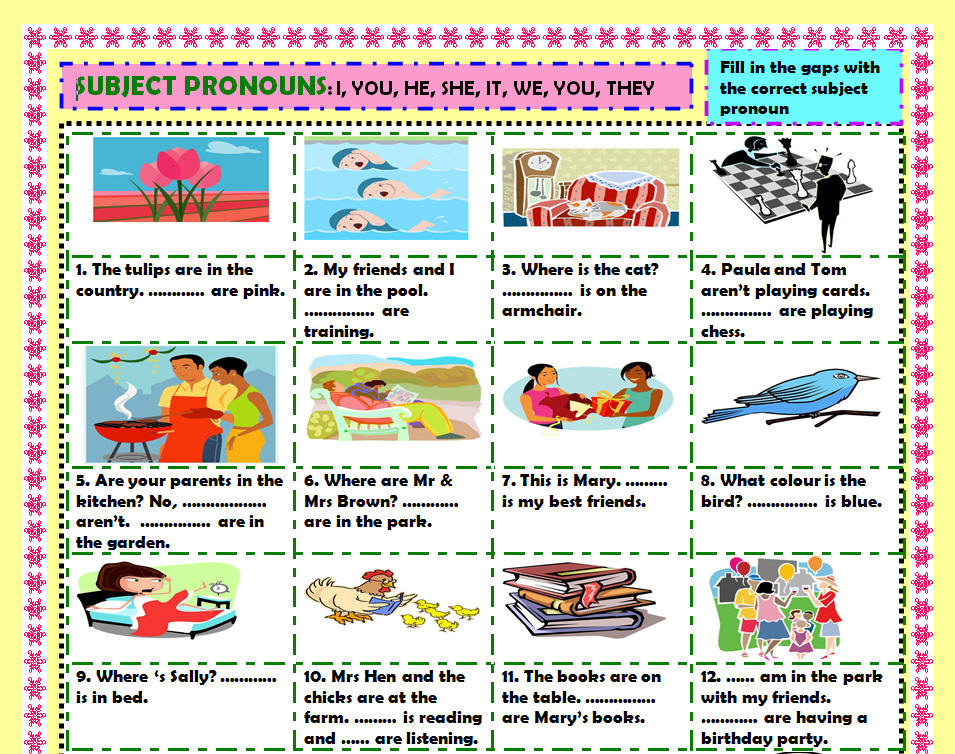 SUBJECT PRONOUNS: I, YOU, HE, SHE, IT, WE, YOU, THEY
Fill in the gaps with
the correct subject
pronoun
1. The tulips are in the
country. ............. are pink.
2. My friends and I
are in the pool.
................ are
training.
3. Where is the cat?
................ is on the
armchair.
4. Paula and Tom
aren’t playing cards.
................ are playing
chess.
5. Are your parents in the
kitchen? No, ...................
aren’t. ................ are in
the garden.
6. Where are Mr &
Mrs Brown? .............
are in the park.
7. This is Mary. ..........
is my best friends.
8. What colour is the
bird? ................ is blue.
9. Where ‘s Sally? .............
is in bed.
10. Mrs Hen and the
chicks are at the
farm. .......... is reading
and ...... are listening.
11. The books are on
the table. ................
are Mary’s books.
12. ...... am in the park
with my friends.
............. are having a
birthday party.